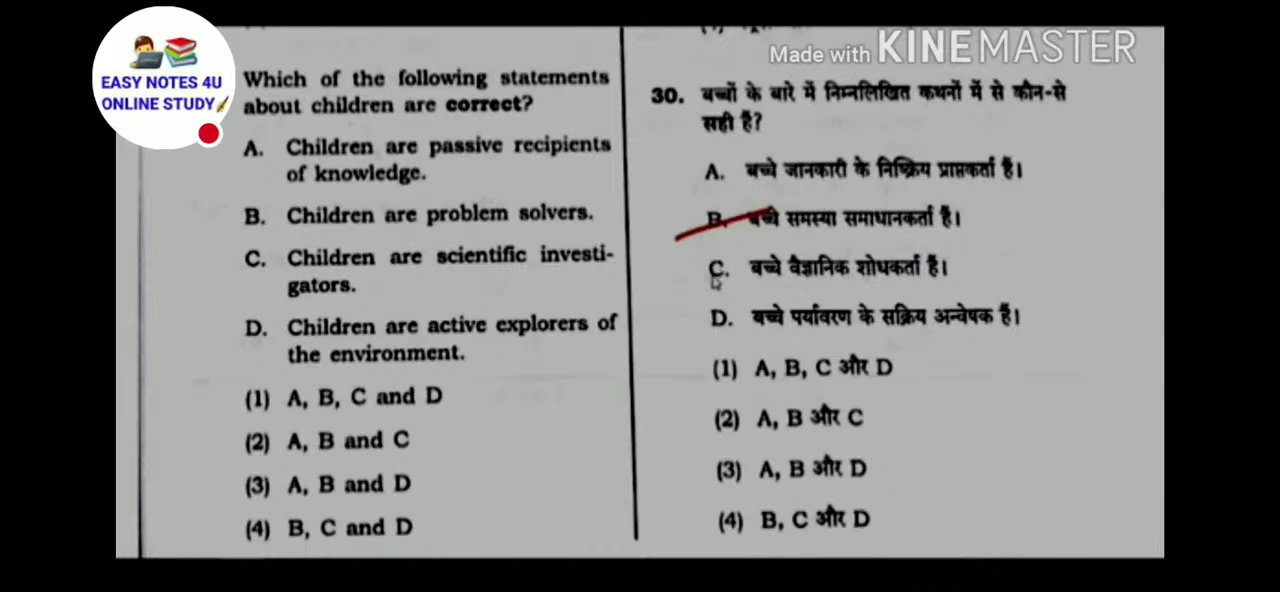 EASY NOTES 4U
ONLINE STUDY
Made with KINEMASTER
Which of the following statements
about children are correct?
A. Children are passive recipients
of knowledge.
B. Children are problem solvers.
C. Children are scientific investi-
gators.
D. Children are active explorers of
the environment.
(1) A, B, C and D
(2) A, B and C
(3) A, B and D
(4) B, C and D
30. बच्चों के बारे में निम्नलिखित कथनों में से कौन-से
सही हैं?
A. बच्चे जानकारी के निष्क्रिय प्राप्तकर्ता हैं।
B. बच्चे समस्या समाधानकर्ता हैं।
C. बच्चे वैज्ञानिक शोधकर्ता हैं।
D. बच्चे पर्यावरण के सक्रिय अन्वेषक हैं।
(1) A, B, C और D
(2) A, B और C
(3) A, B और D
(4) B, C और D